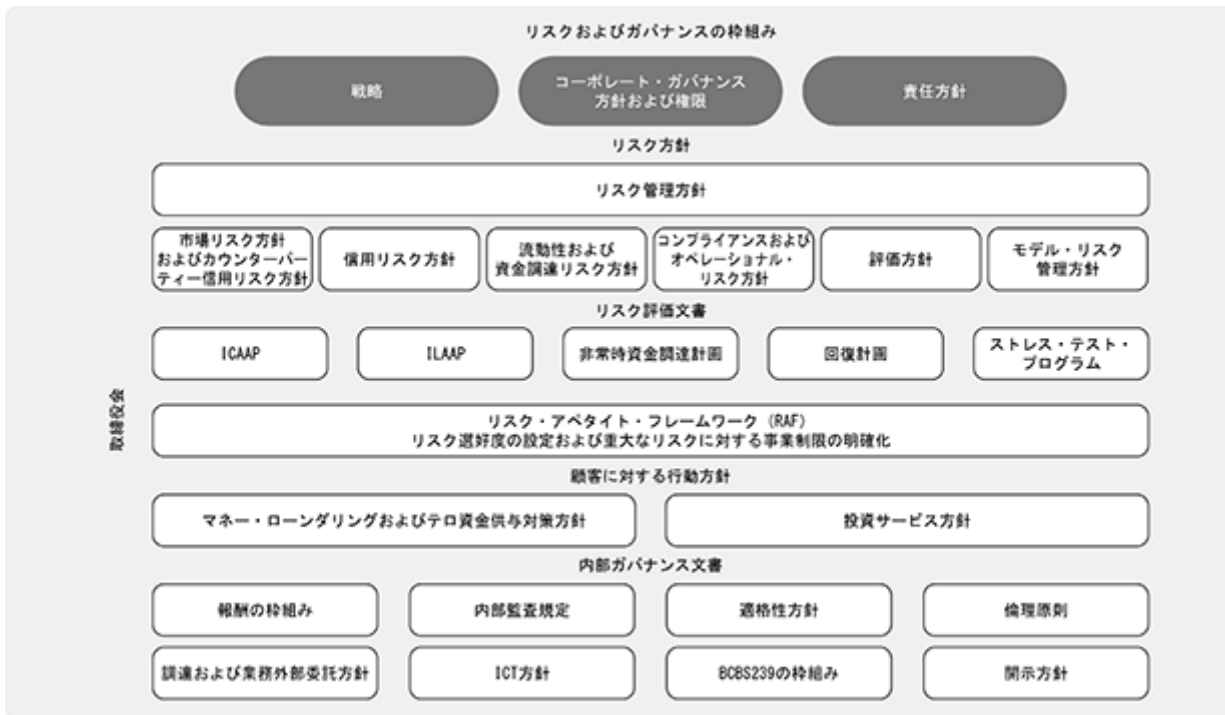 リスクおよびガバナンスの枠組み
戦略
コーポレート・ガバナンス
方針および権限
責任方針
リスク方針
リスク管理方針
市場リスク方針
およびカウンターパー
ティー信用リスク方針
信用リスク方針
流動性および
資金調達リスク方針
コンプライアンスおよび
オペレーショナル・
リスク方針
評価方針
モデル・リスク
管理方針
リスク評価文書
ICAAP
ILAAP
非常時資金調達計画
回復計画
ストレス・テスト・
プログラム
取締役会
リスク・アペタイト・フレームワーク (RAF)
リスク選好度の設定および重大なリスクに対する事業制限の明確化
顧客に対する行動方針
マネー・ローンダリングおよびテロ資金供与対策方針
投資サービス方針
内部ガバナンス文書
報酬の枠組み
内部監査規定
適格性方針
倫理原則
調達および業務外部委託方針
ICT方針
BCBS239の枠組み
開示方針